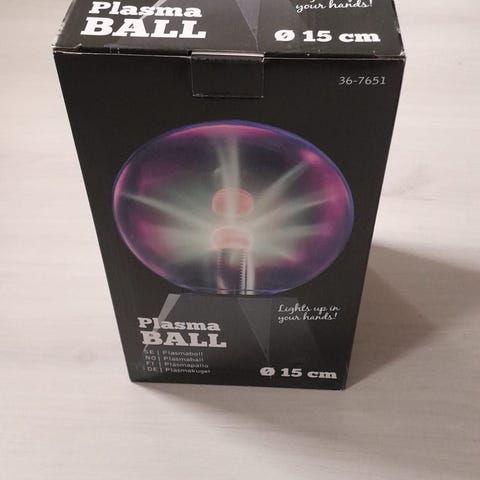 Plasma
BALL
your hands!
Ø 15 cm
36-7651
Lights up in
your hands!
Plasma
BALL
SE | Plasmaboll
NO | Plasmaball
FI | Plasmapallo
DE | Plasmakugel
Ø 15 cm